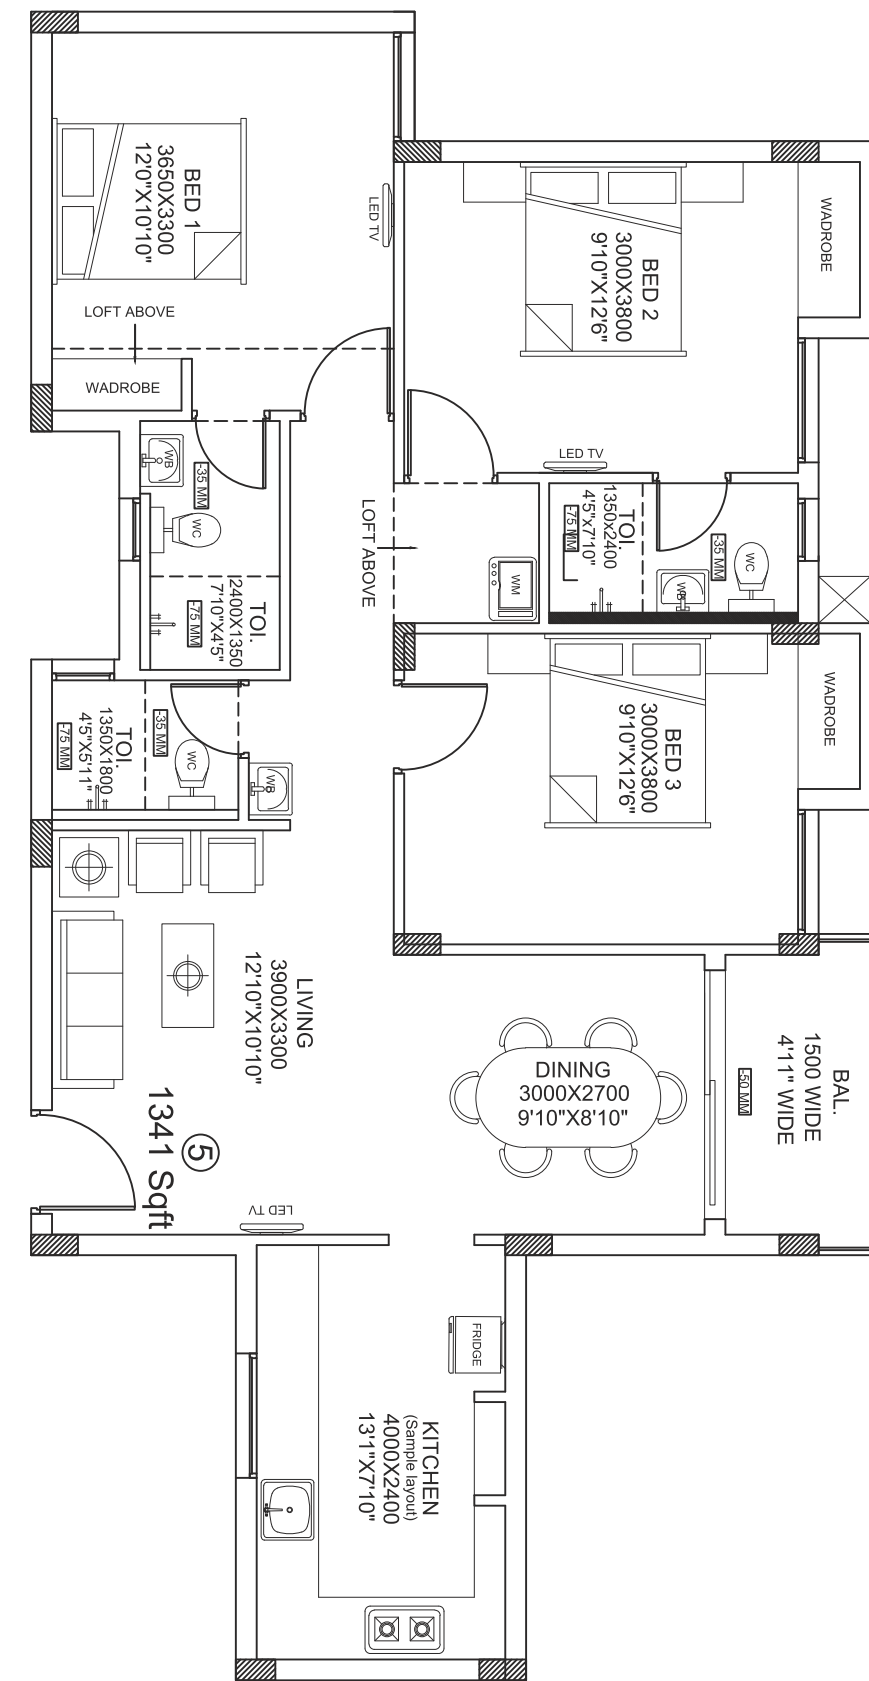 BED 1
3650X3300
12'0"X10'10"
LED TV
LOFT ABOVE
WADROBE
BED 2
3000X3800
9'10"X12'6"
WADROBE
LED TV
WB
-35 MM
WC
TOI.
2400X1350
7'10"X4'5"
-75 MM
LOFT ABOVE
WM
TOI.
1350x2400
4'5"x7'10"
-75 MM
-35 MM
WC
WB
TOI.
1350X1800
4'5"X5'11"
-75 MM
-35 MM
WC
WB
BED 3
3000X3800
9'10"X12'6"
WADROBE
LIVING
3900X3300
12'10"X10'10"
DINING
3000X2700
9'10"X8'10"
BAL.
1500 WIDE
4'11" WIDE
-50 MM
5
1341 Sqft
LED TV
FRIDGE
KITCHEN
(Sample layout)
4000X2400
13'1"X7'10"